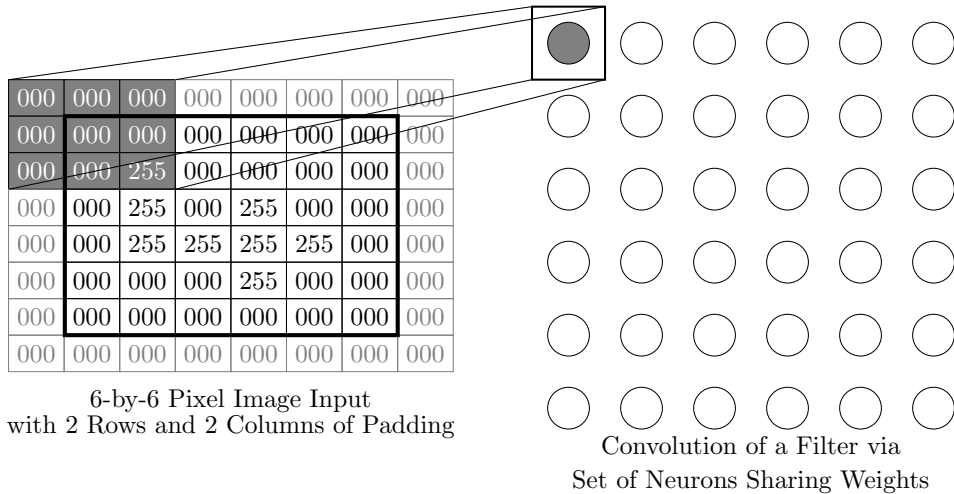 000 000 000 000 000 000 000 000
000 000 000 000 000 000 000 000
000 000 255 000 000 000 000 000
000 000 255 000 255 000 000 000
000 000 255 255 255 255 000 000
000 000 000 000 255 000 000 000
000 000 000 000 000 000 000 000
000 000 000 000 000 000 000 000
6-by-6 Pixel Image Input
with 2 Rows and 2 Columns of Padding
Convolution of a Filter via
Set of Neurons Sharing Weights